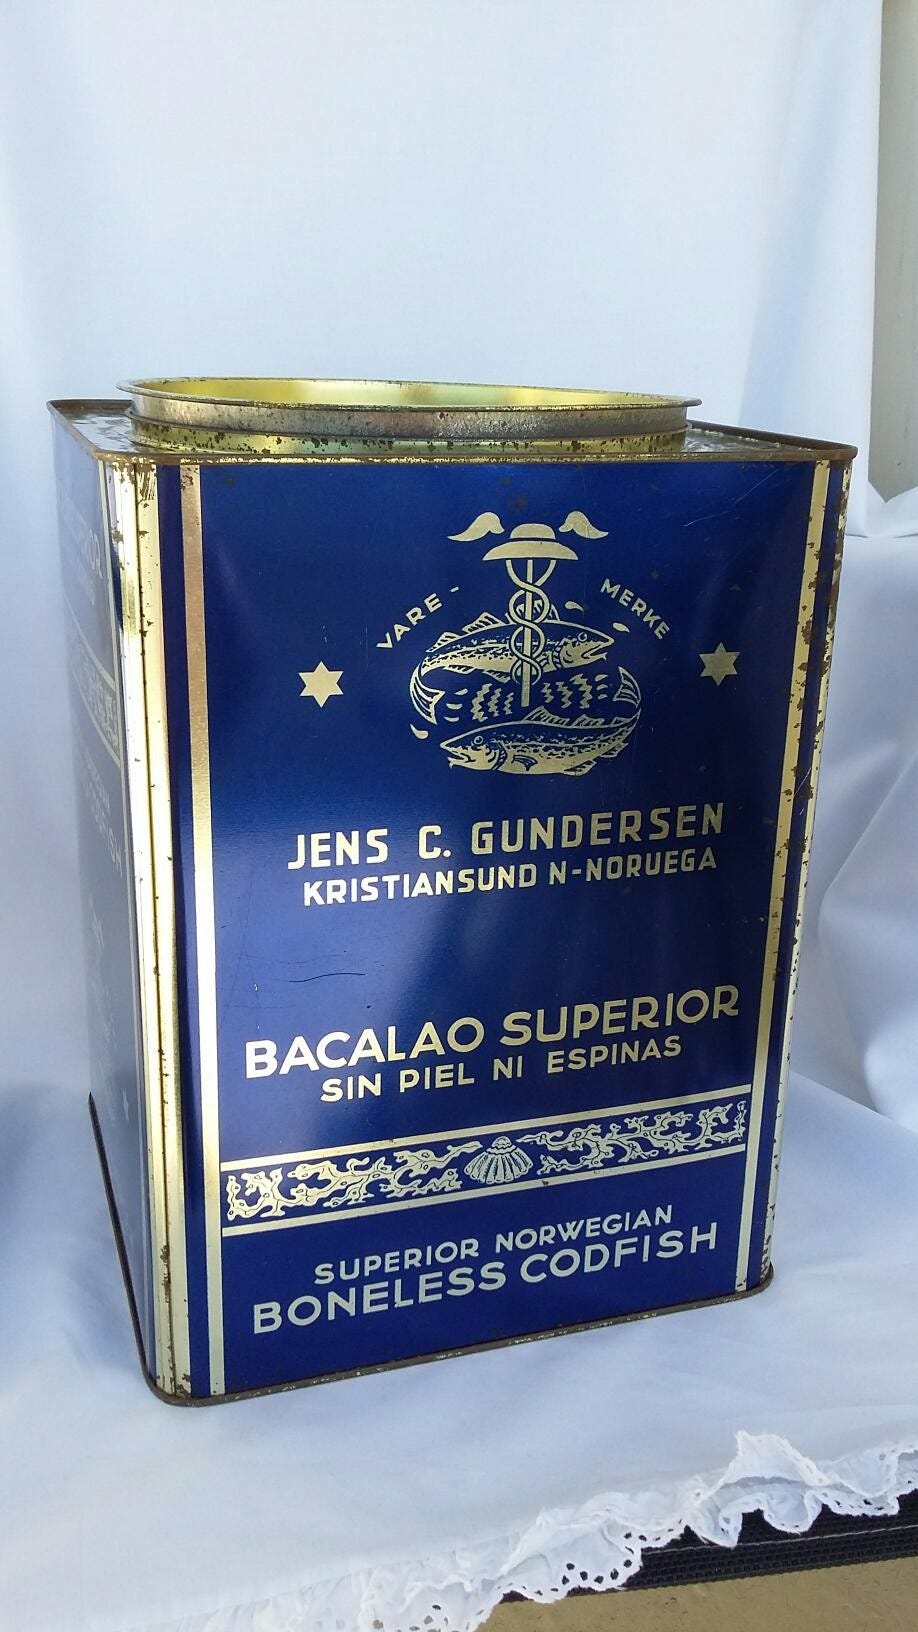 VARE - MERKE
JENS C. GUNDERSEN
KRISTIANSUND N-NORUEGA
BACALAO SUPERIOR
SIN PIEL NI ESPINAS
SUPERIOR NORWEGIAN
BONELESS CODFISH